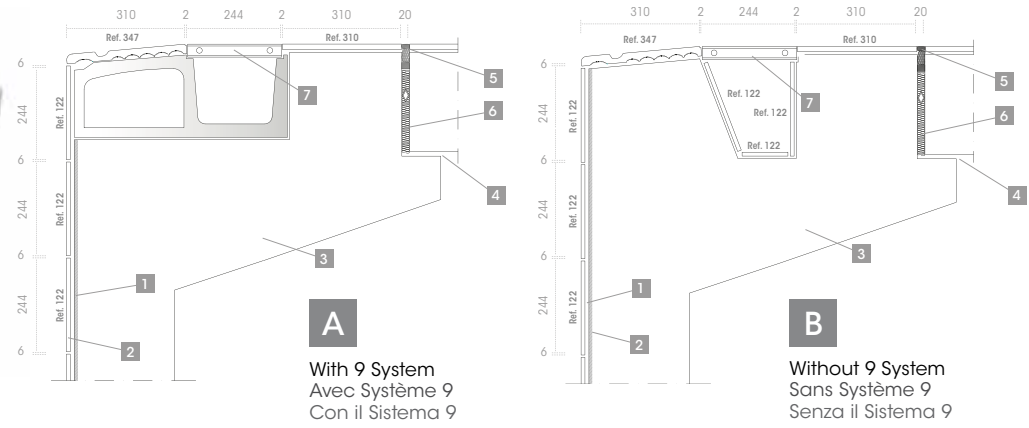 310 2 244 2 310 20
Ref. 347
Ref. 310
6
244
6
244
6
244
6
Ref. 122
Ref. 122
Ref. 122
5
7
6
4
3
1
2
A
With 9 System
Avec Système 9
Con il Sistema 9
310 2 244 2 310 20
Ref. 347
Ref. 310
6
244
6
244
6
244
6
Ref. 122
Ref. 122
Ref. 122
Ref. 122
Ref. 122
Ref. 122
5
7
6
4
3
1
2
B
Without 9 System
Sans Système 9
Senza il Sistema 9